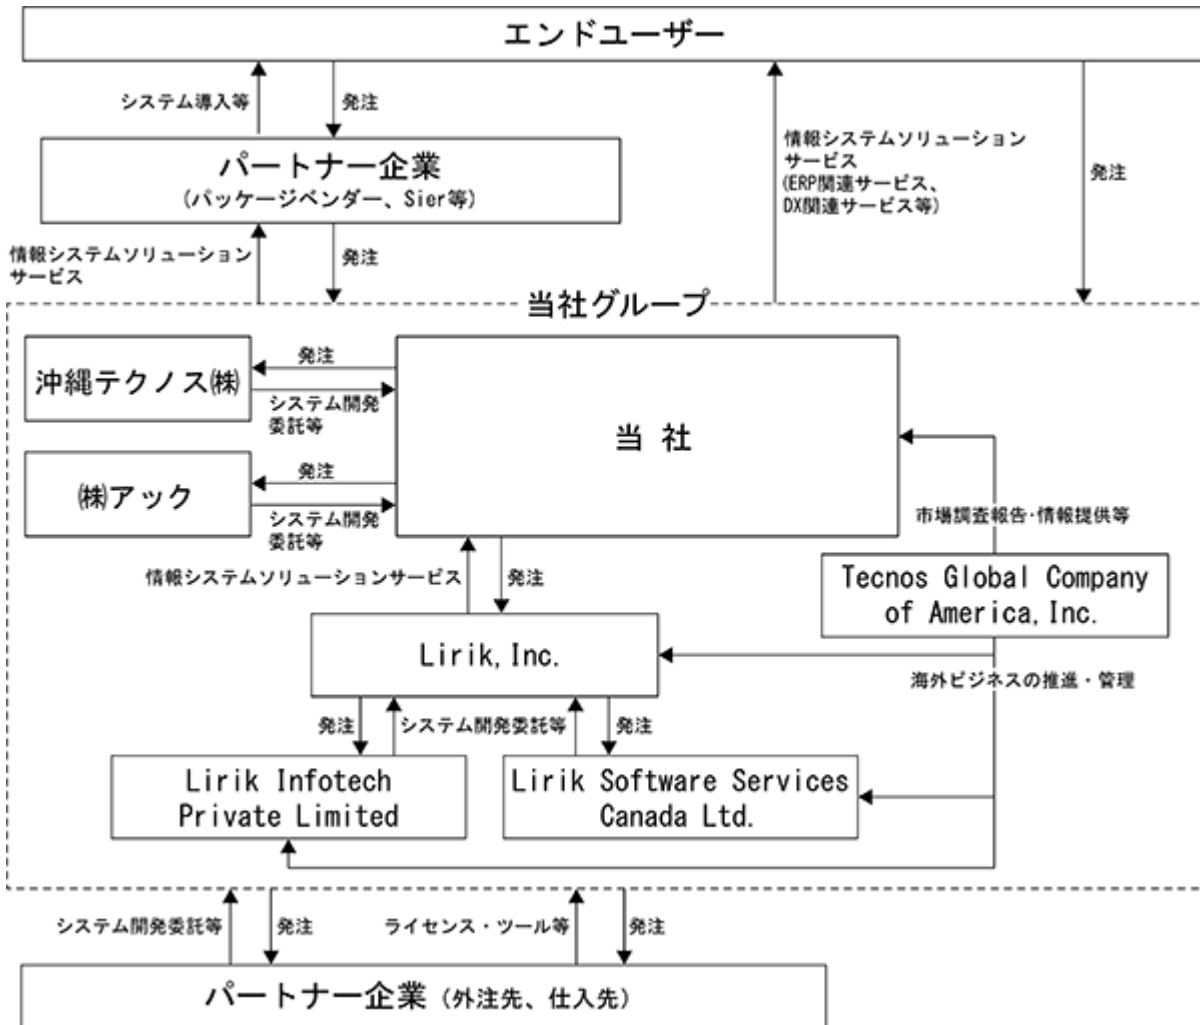 エンドユーザー
システム導入等
発注
パートナー企業
(パッケージベンダー、Sier等)
情報システムソリューション
サービス
(ERP関連サービス、
DX関連サービス等)
発注
情報システムソリューション
サービス
発注
当社グループ
沖縄テクノス㈱
発注
システム開発
委託等
当 社
㈱アック
発注
システム開発
委託等
市場調査報告・情報提供等
情報システムソリューションサービス
発注
Tecnos Global Company
of America, Inc.
Lirik, Inc.
海外ビジネスの推進・管理
発注
システム開発委託等
発注
Lirik Infotech
Private Limited
Lirik Software Services
Canada Ltd.
システム開発委託等
発注
ライセンス・ツール等
発注
パートナー企業 (外注先、仕入先)